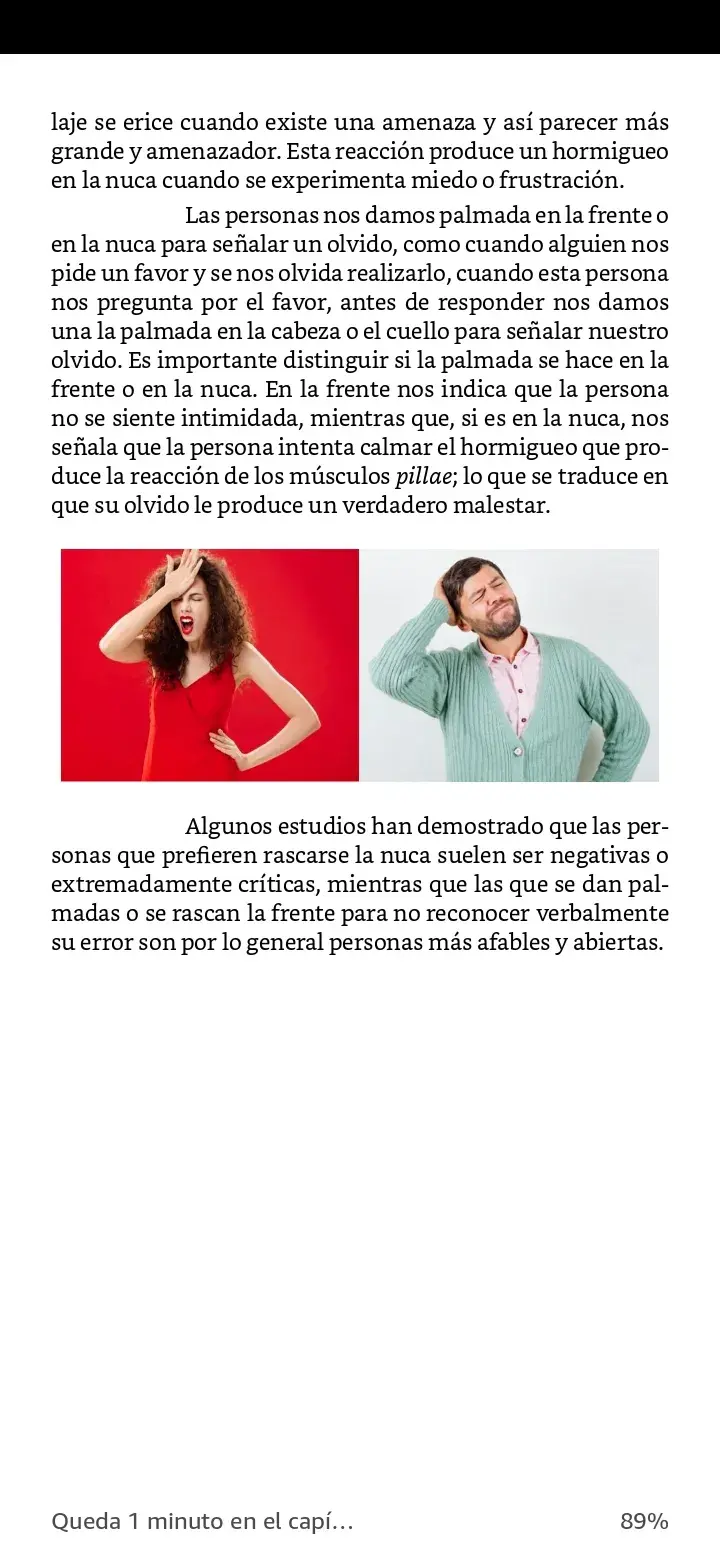 laje se erice cuando existe una amenaza y así parecer más
grande y amenazador. Esta reacción produce un hormigueo
en la nuca cuando se experimenta miedo o frustración.
Las personas nos damos palmada en la frente o
en la nuca para señalar un olvido, como cuando alguien nos
pide un favor y se nos olvida realizarlo, cuando esta persona
nos pregunta por el favor, antes de responder nos damos
una la palmada en la cabeza o el cuello para señalar nuestro
olvido. Es importante distinguir si la palmada se hace en la
frente o en la nuca. En la frente nos indica que la persona
no se siente intimidada, mientras que, si es en la nuca, nos
señala que la persona intenta calmar el hormigueo que pro-
duce la reacción de los músculos pillae; lo que se traduce en
que su olvido le produce un verdadero malestar.
Algunos estudios han demostrado que las per-
sonas que prefieren rascarse la nuca suelen ser negativas o
extremadamente críticas, mientras que las que se dan pal-
madas o se rascan la frente para no reconocer verbalmente
su error son por lo general personas más afables y abiertas.
Queda 1 minuto en el capí... 89%